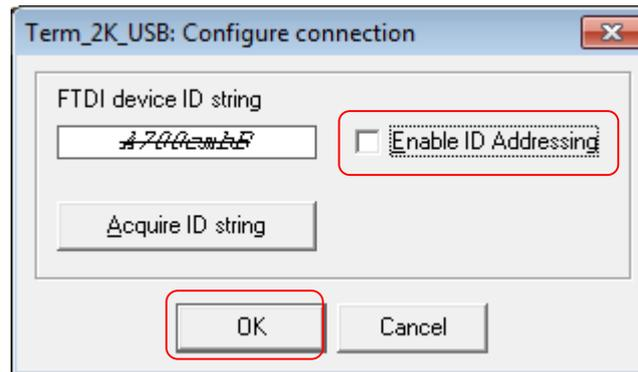 Term_2K_USB: Configure connection
FTDI device ID string
Enable ID Addressing
Acquire ID string
OK
Cancel